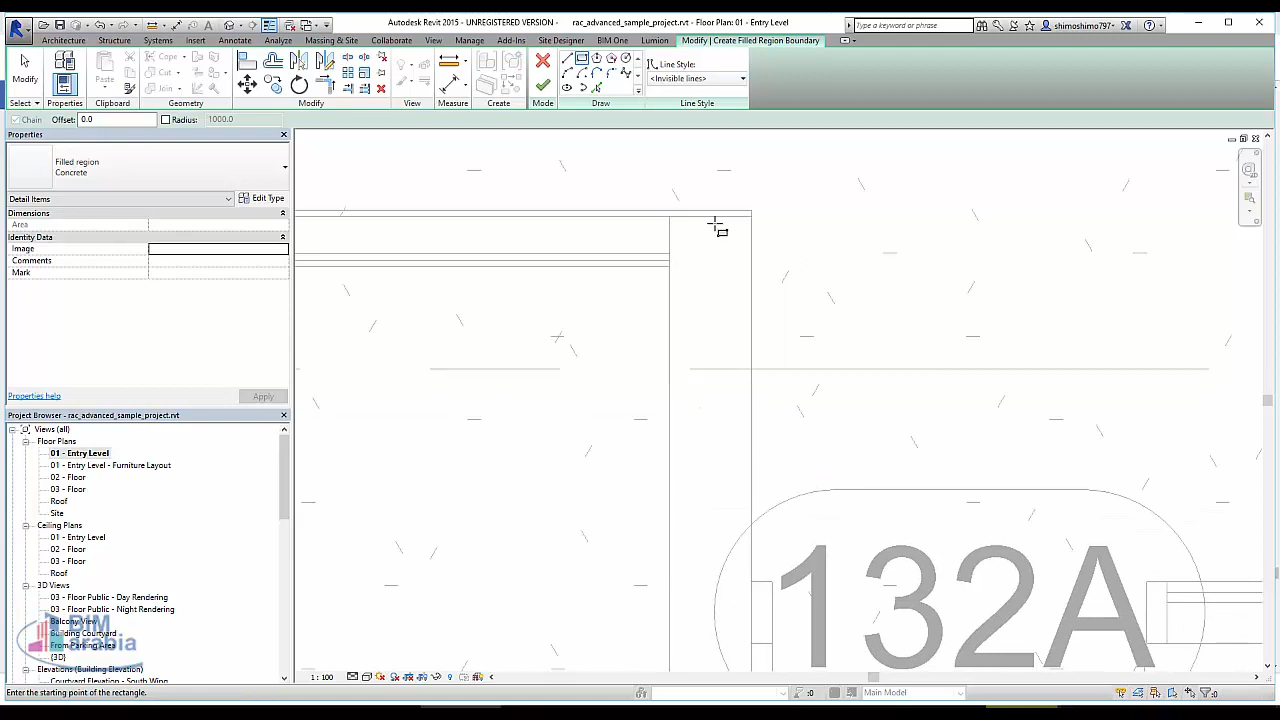 Autodesk Revit 2015 - UNREGISTERED VERSION - rac_advanced_sample_project.rvt - Floor Plan: 01 - Entry Level
Type a keyword or phrase
shimoshimo797
Architecture Structure Systems Insert Annotate Analyze Massing & Site Collaborate View Manage Add-Ins Site Designer BIM One Lumion Modify | Create Filled Region Boundary
Modify
Paste
Cope
Cut
Join
Line Style:
<Invisible lines>
Select Properties Clipboard Geometry Modify View Measure Create Mode Draw Line Style
Chain Offset: 0.0 Radius: 1000.0
Properties
Filled region
Concrete
Detail Items Edit Type
Dimensions
Area
Identity Data
Image
Comments
Mark
Properties help Apply
Project Browser - rac_advanced_sample_project.rvt
Views (all)
Floor Plans
01 - Entry Level
01 - Entry Level - Furniture Layout
02 - Floor
03 - Floor
Roof
Site
Ceiling Plans
01 - Entry Level
02 - Floor
03 - Floor
Roof
3D Views
03 - Floor Public - Day Rendering
03 - Floor Public - Night Rendering
Balcony View
Building Courtyard
From Parking Area
{3D}
Elevations (Building Elevation)
Courtyard Elevation - South Wing
BIM
arabia
132A
1 : 100
Enter the starting point of the rectangle.
:0
Main Model
:0